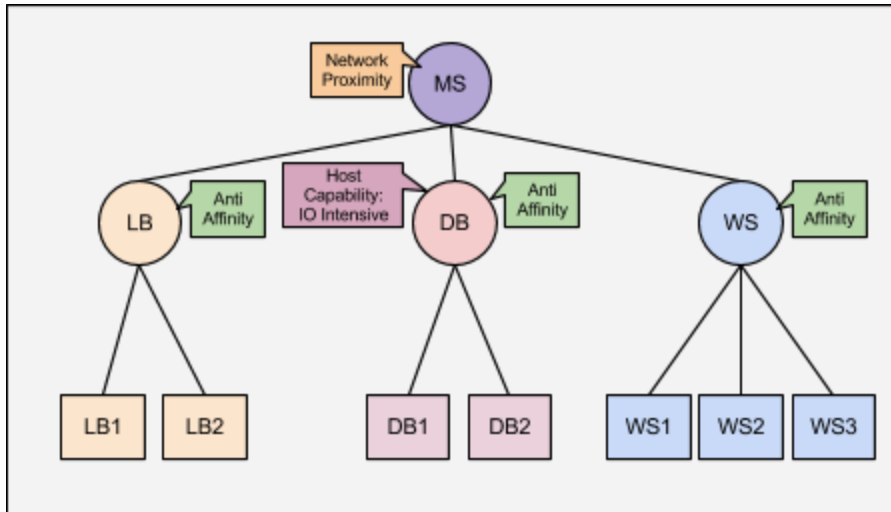 Network
Proximity
MS
LB
Anti
Affinity
Host
Capability:
IO Intensive
DB
Anti
Affinity
WS
Anti
Affinity
LB1
LB2
DB1
DB2
WS1
WS2
WS3